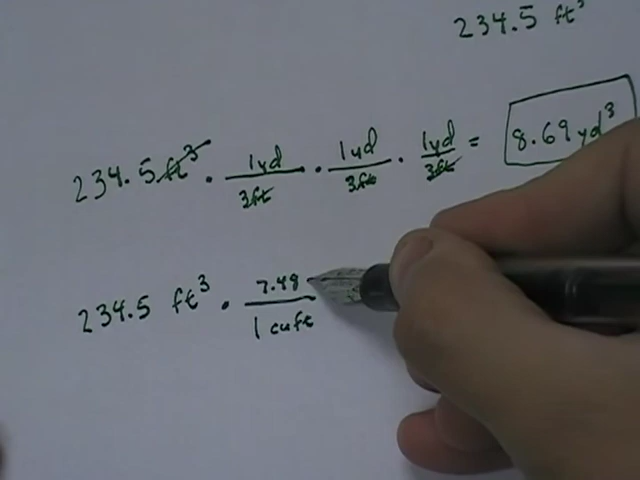 234.5 ft³
234.5 ft³ · 1yd/3ft · 1yd/3ft · 1yd/3ft = 8.69 yd³
234.5 ft³ · 7.48/1 cuft